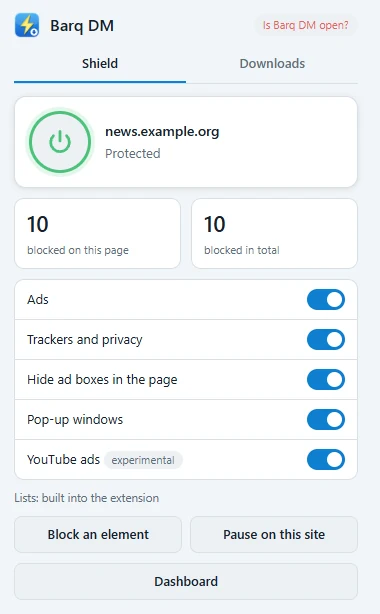 Barq DM
Is Barq DM open?
Shield
Downloads
news.example.org
Protected
10
blocked on this page
10
blocked in total
Ads
Trackers and privacy
Hide ad boxes in the page
Pop-up windows
YouTube ads experimental
Lists: built into the extension
Block an element
Pause on this site
Dashboard